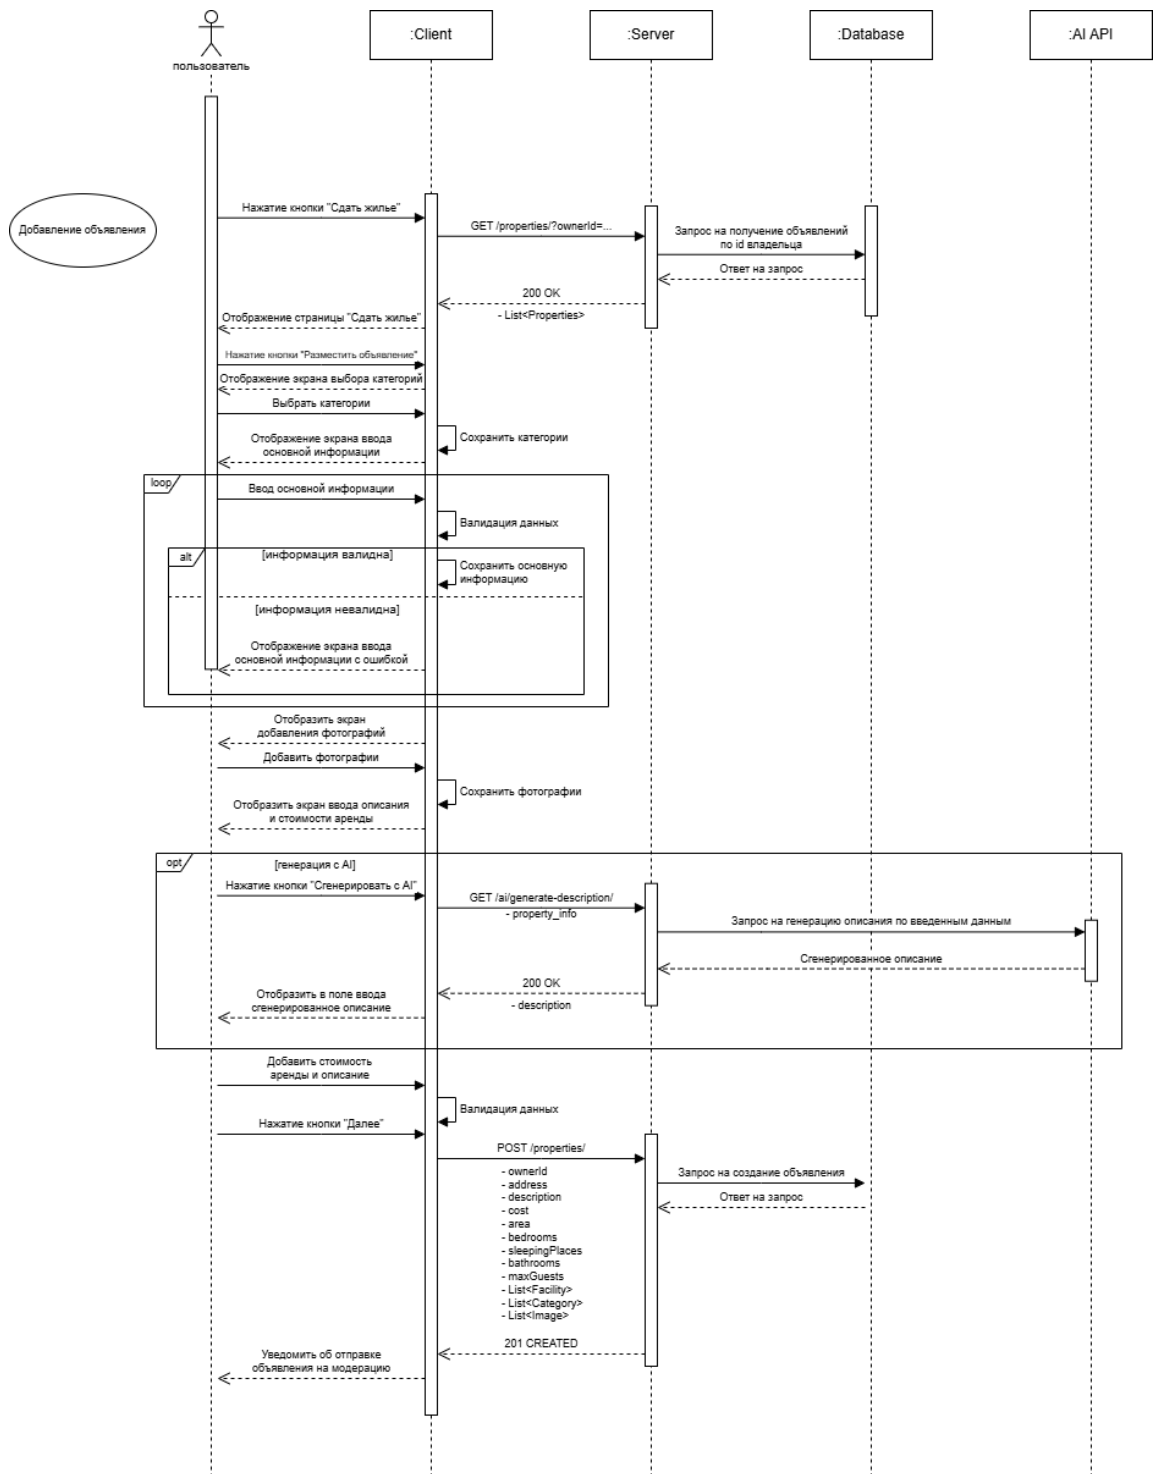 :Client
:Server
:Database
:AI API
пользователь
Добавление объявления
Нажатие кнопки "Сдать жилье"
GET /properties/?ownerId=...
Запрос на получение объявлений
по id владельца
Ответ на запрос
200 OK
- List<Properties>
Отображение страницы "Сдать жилье"
Нажатие кнопки "Разместить объявление"
Отображение экрана выбора категорий
Выбрать категории
Сохранить категории
Отображение экрана ввода
основной информации
loop
Ввод основной информации
Валидация данных
alt
[информация валидна]
Сохранить основную
информацию
[информация невалидна]
Отображение экрана ввода
основной информации с ошибкой
Отобразить экран
добавления фотографий
Добавить фотографии
Сохранить фотографии
Отобразить экран ввода описания
и стоимости аренды
opt
[генерация с AI]
Нажатие кнопки "Сгенерировать с AI"
GET /ai/generate-description/
- property_info
Запрос на генерацию описания по введенным данным
Сгенерированное описание
200 OK
- description
Отобразить в поле ввода
сгенерированное описание
Добавить стоимость
аренды и описание
Валидация данных
Нажатие кнопки "Далее"
POST /properties/
- ownerId
- address
- description
- cost
- area
- bedrooms
- sleepingPlaces
- bathrooms
- maxGuests
- List<Facility>
- List<Category>
- List<Image>
Запрос на создание объявления
Ответ на запрос
201 CREATED
Уведомить об отправке
объявления на модерацию